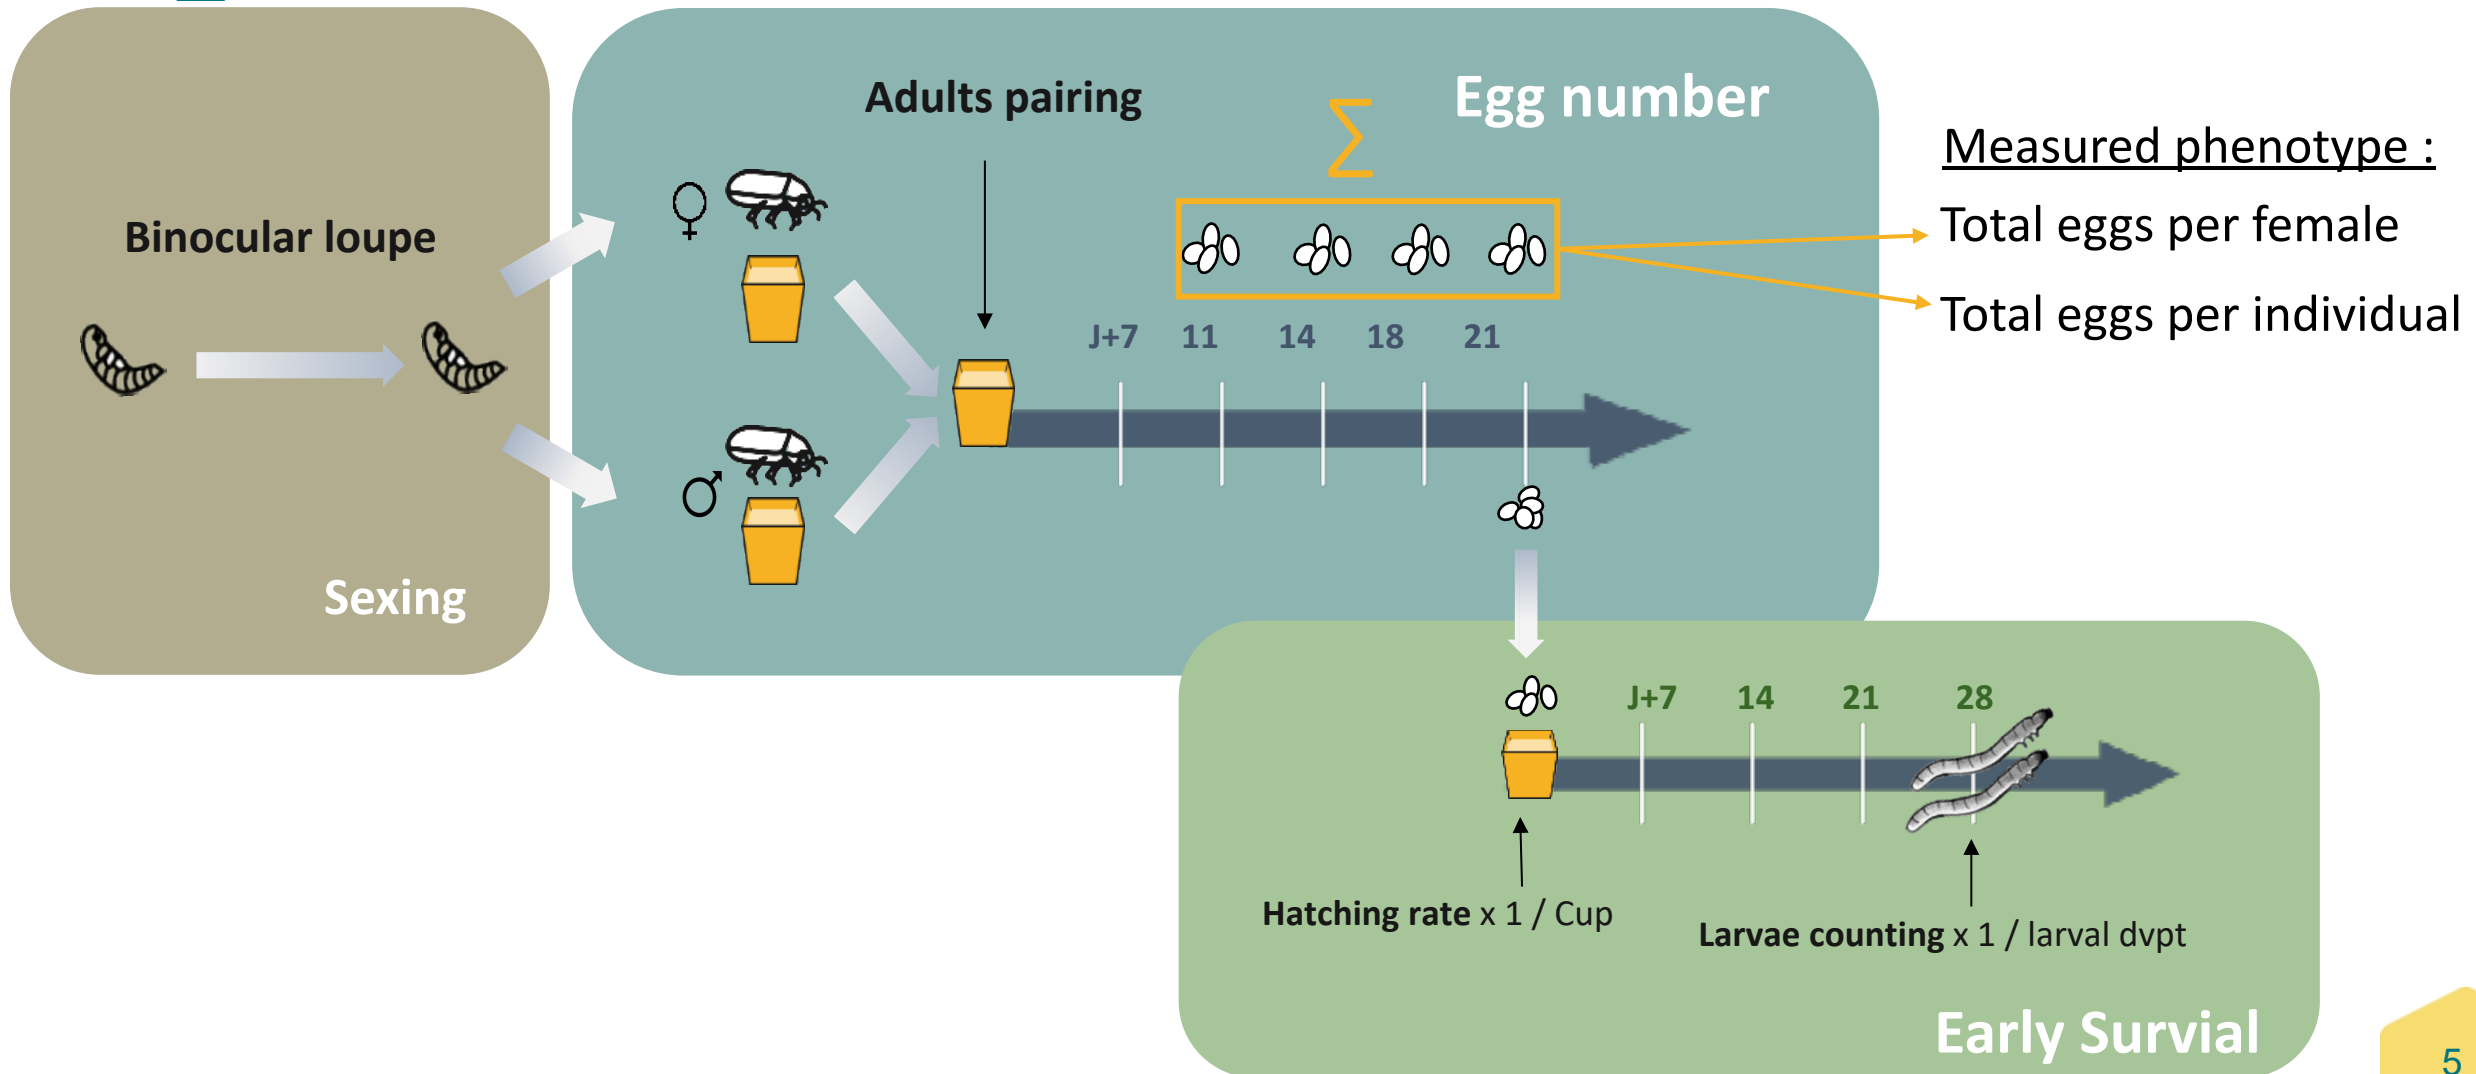 Binocular loupe
Sexing
Adults pairing
Egg number
∑
♀
♂
J+7 11 14 18 21
Measured phenotype :
Total eggs per female
Total eggs per individual
J+7 14 21 28
Hatching rate x 1 / Cup
Larvae counting x 1 / larval dvpt
Early Survial
5